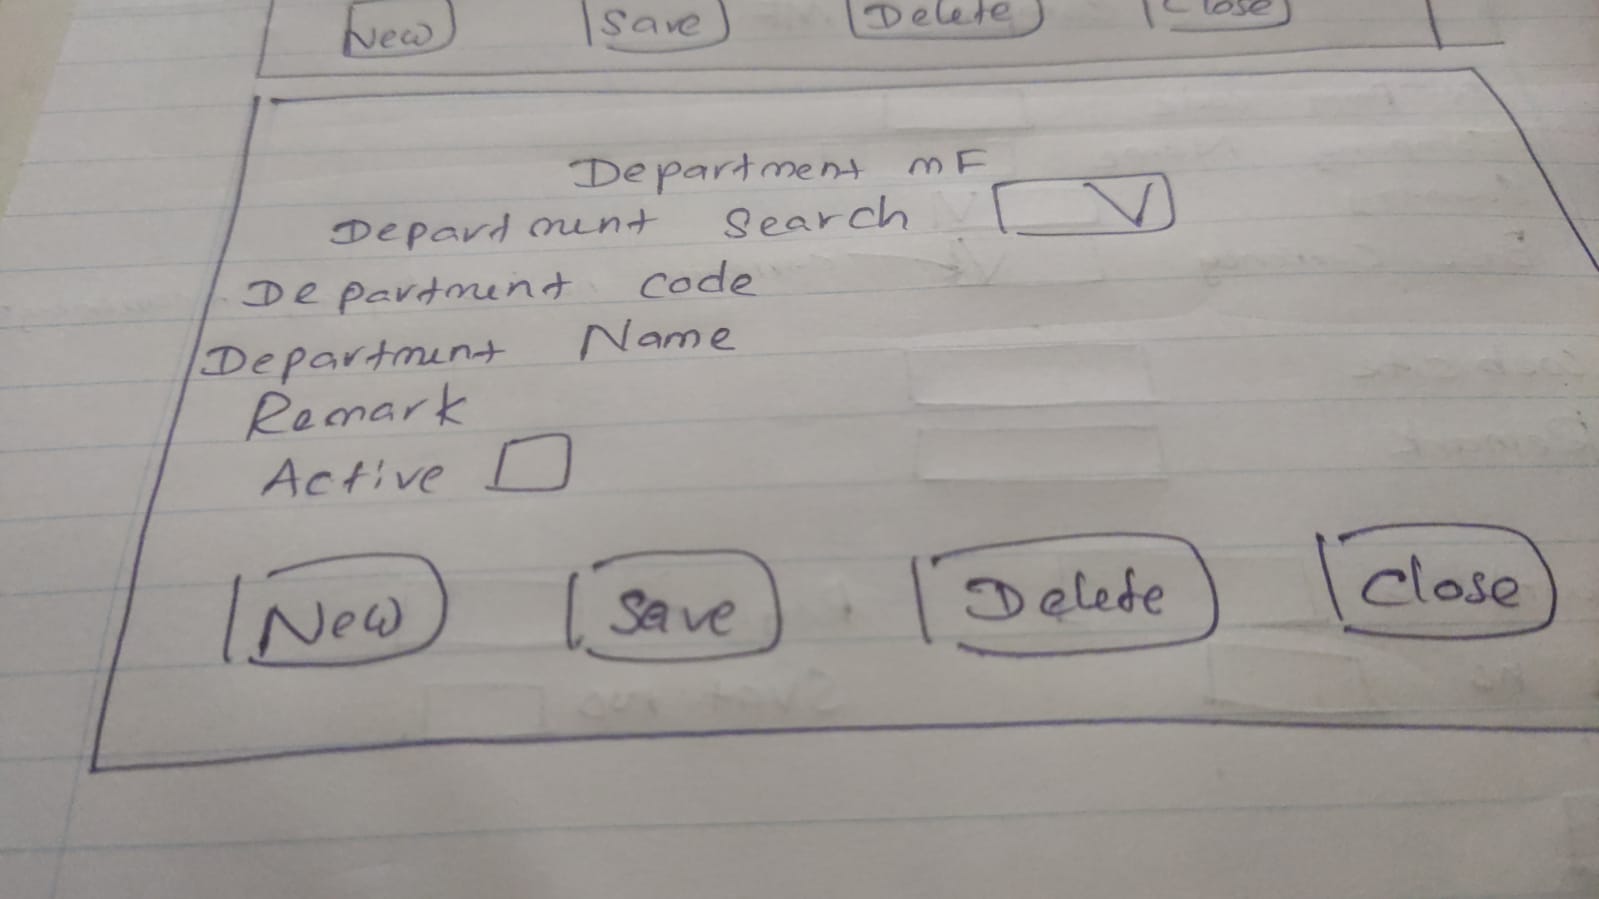 New Save Delete Close
Department mF
Department Search
Department code
Department Name
Remark
Active
New Save Delete Close